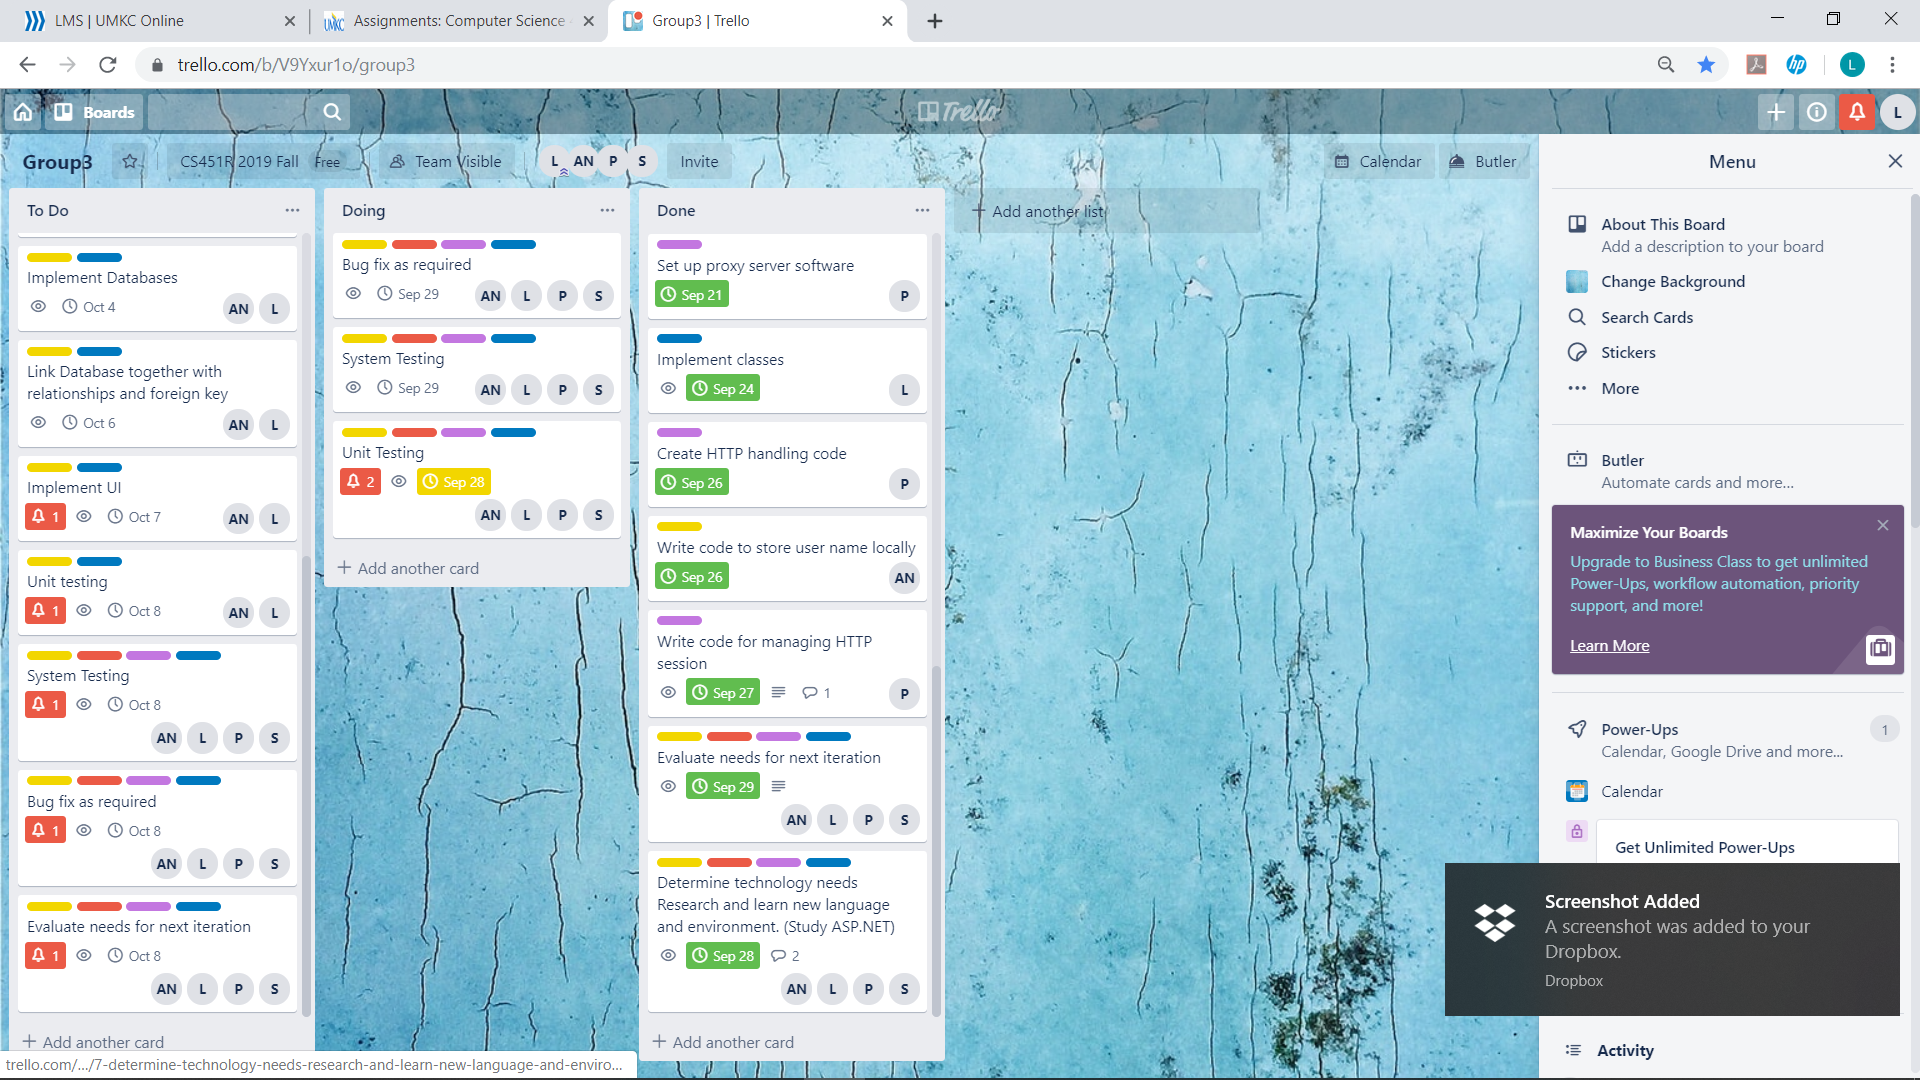 LMS | UMKC Online
Assignments: Computer Science
Group3 | Trello
trello.com/b/V9Yxur1o/group3
L
Boards
Trello
L
Group3
CS451R 2019 Fall
Free
Team Visible
L AN P S
Invite
Calendar
Butler
To Do
Implement Databases
Oct 4
AN L
Link Database together with
relationships and foreign key
Oct 6
AN L
Implement UI
1 Oct 7
AN L
Unit testing
1 Oct 8
AN L
System Testing
1 Oct 8
AN L P S
Bug fix as required
1 Oct 8
AN L P S
Evaluate needs for next iteration
1 Oct 8
AN L P S
+ Add another card
Doing
Bug fix as required
Sep 29
AN L P S
System Testing
Sep 29
AN L P S
Unit Testing
2 Sep 28
AN L P S
+ Add another card
Done
Set up proxy server software
Sep 21
P
Implement classes
Sep 24
L
Create HTTP handling code
Sep 26
P
Write code to store user name locally
Sep 26
AN
Write code for managing HTTP
session
Sep 27 1
P
Evaluate needs for next iteration
Sep 29
AN L P S
Determine technology needs
Research and learn new language
and environment. (Study ASP.NET)
Sep 28 2
AN L P S
+ Add another card
+ Add another list
Menu
About This Board
Add a description to your board
Change Background
Search Cards
Stickers
More
Butler
Automate cards and more...
Maximize Your Boards
Upgrade to Business Class to get unlimited
Power-Ups, workflow automation, priority
support, and more!
Learn More
Power-Ups
1
Calendar, Google Drive and more...
Calendar
Get Unlimited Power-Ups
Screenshot Added
A screenshot was added to your
Dropbox.
Dropbox
Activity
trello.com/.../7-determine-technology-needs-research-and-learn-new-language-and-enviro...